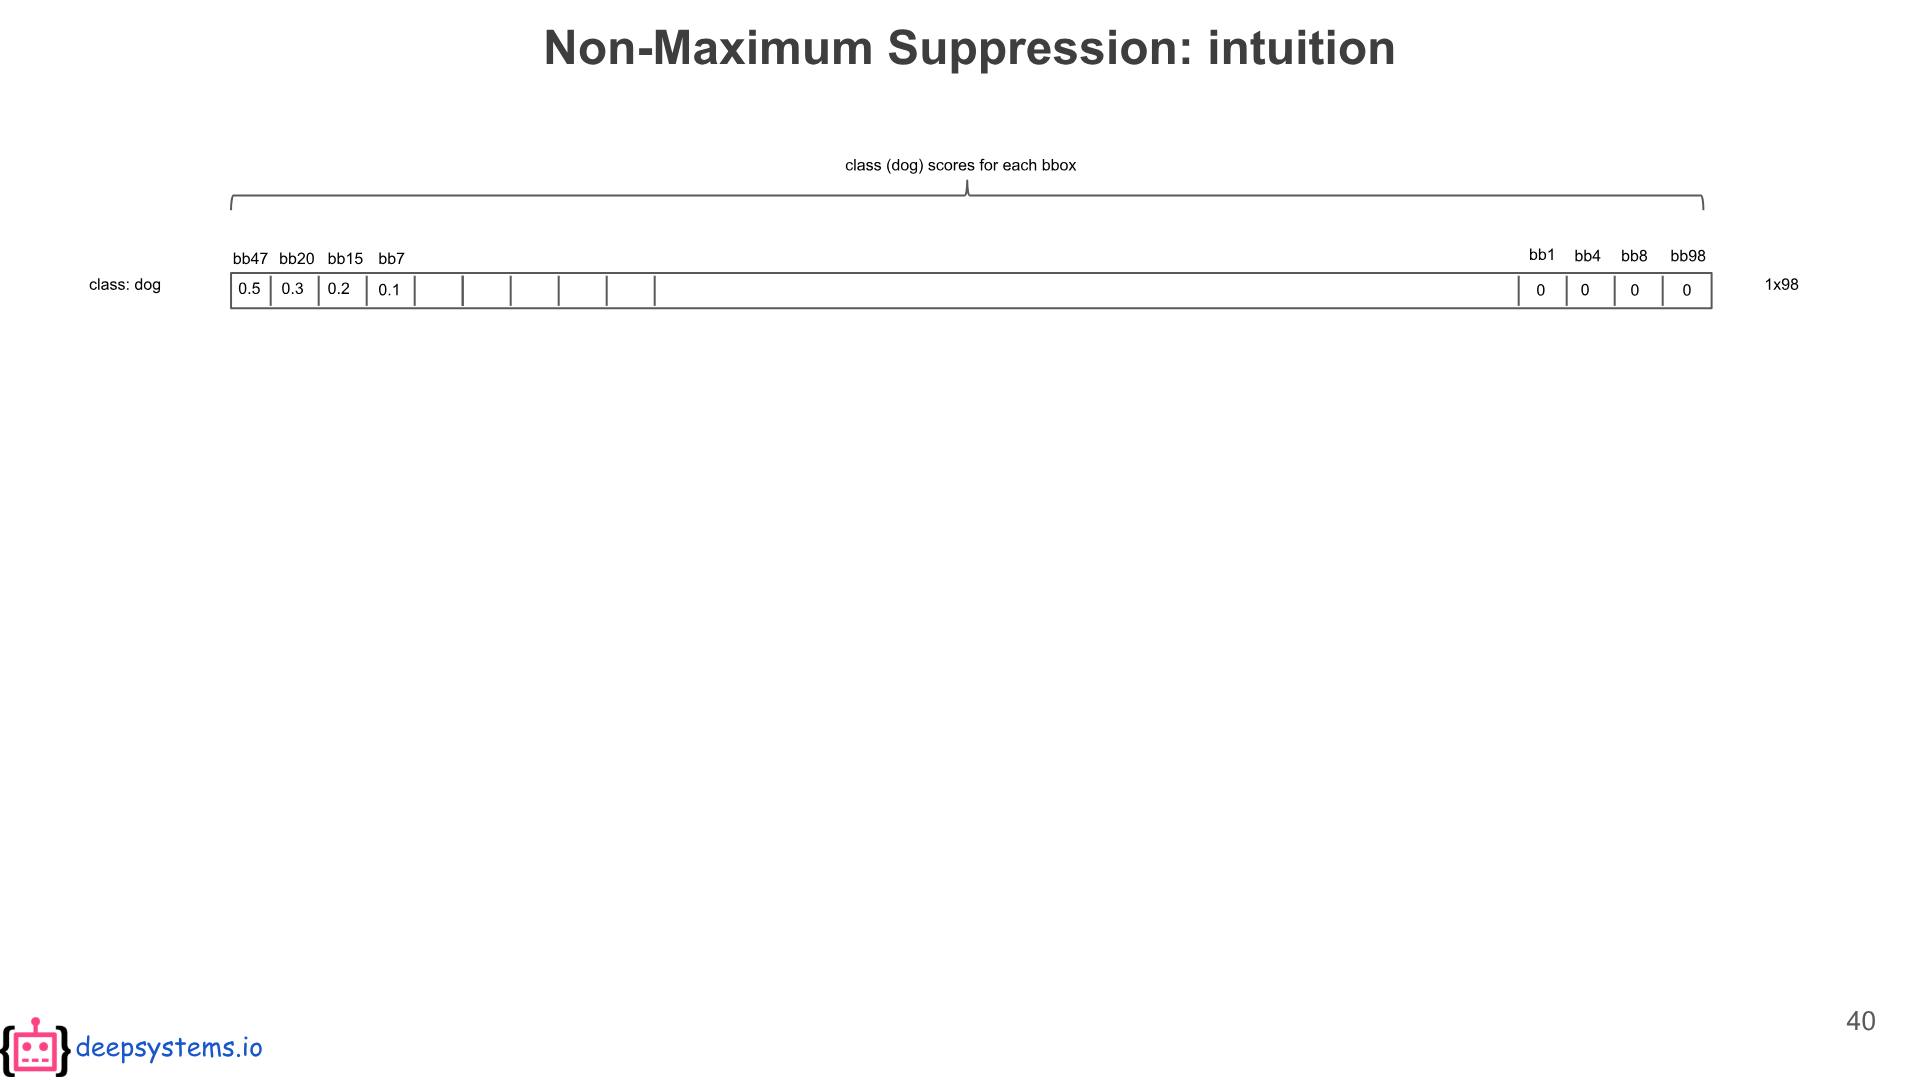 Non-Maximum Suppression: intuition
class (dog) scores for each bbox
bb47 bb20 bb15 bb7 bb1 bb4 bb8 bb98
class: dog 0.5 0.3 0.2 0.1 0 0 0 0 1x98
deepsystems.io
40